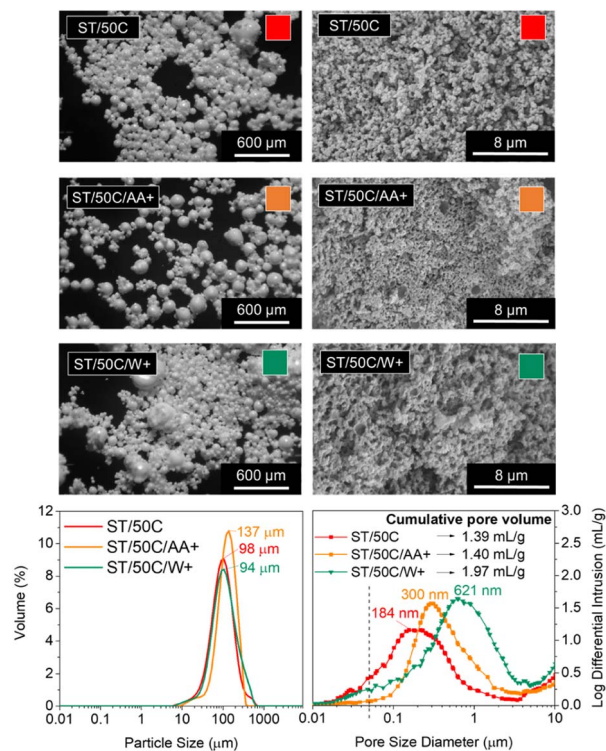 ST/50C
600 µm
ST/50C
8 µm
ST/50C/AA+
600 µm
ST/50C/AA+
8 µm
ST/50C/W+
600 µm
ST/50C/W+
8 µm
12
10
8
6
4
2
0
Volume (%)
ST/50C
ST/50C/AA+
ST/50C/W+
137 µm
98 µm
94 µm
0.01 0.1 1 10 100 1000
Particle Size (µm)
Cumulative pore volume
ST/50C → 1.39 mL/g
ST/50C/AA+ → 1.40 mL/g
ST/50C/W+ → 1.97 mL/g
184 nm
300 nm
621 nm
3.0
2.5
2.0
1.5
1.0
0.5
0.0
Log Differential Intrusion (mL/g)
0.01 0.1 1 10
Pore Size Diameter (µm)